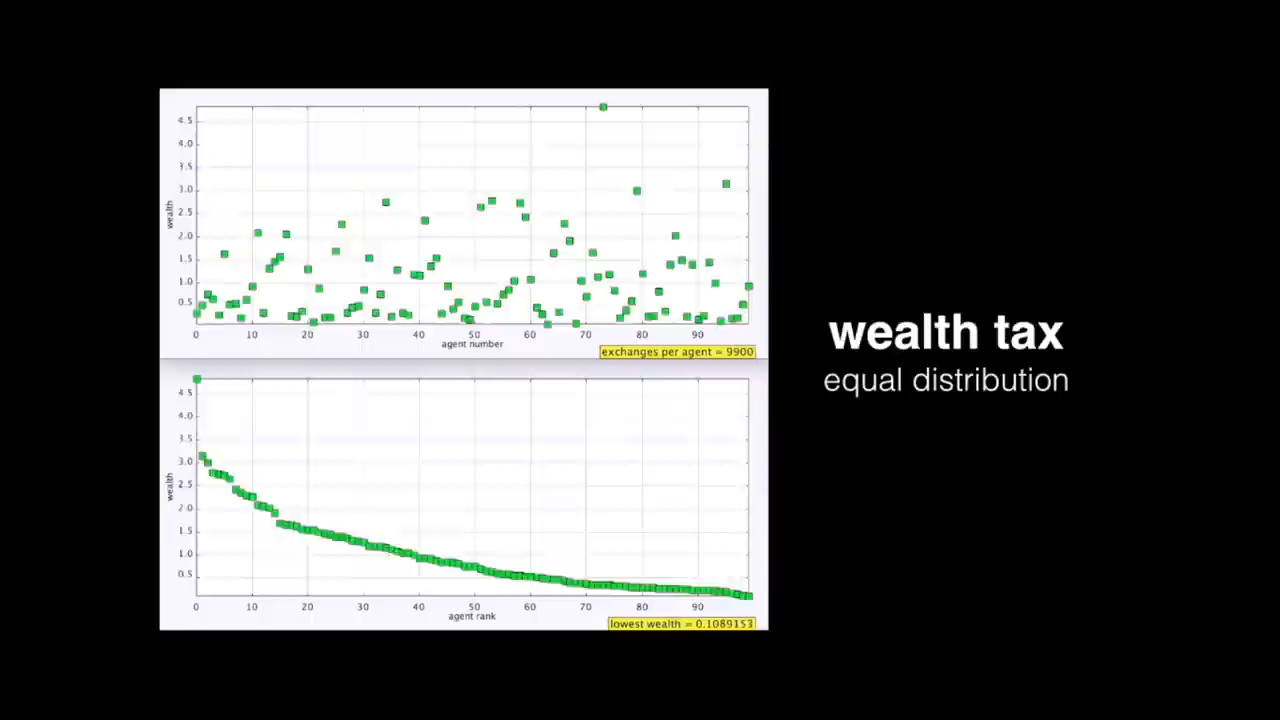 4.5
4.0
3.5
3.0
2.5
2.0
1.5
1.0
0.5
wealth
0 10 20 30 40 50 60 70 80 90
agent number
exchanges per agent = 9900
4.5
4.0
3.5
3.0
2.5
2.0
1.5
1.0
0.5
wealth
0 10 20 30 40 50 60 70 80 90
agent rank
lowest wealth = 0.1089153
wealth tax
equal distribution